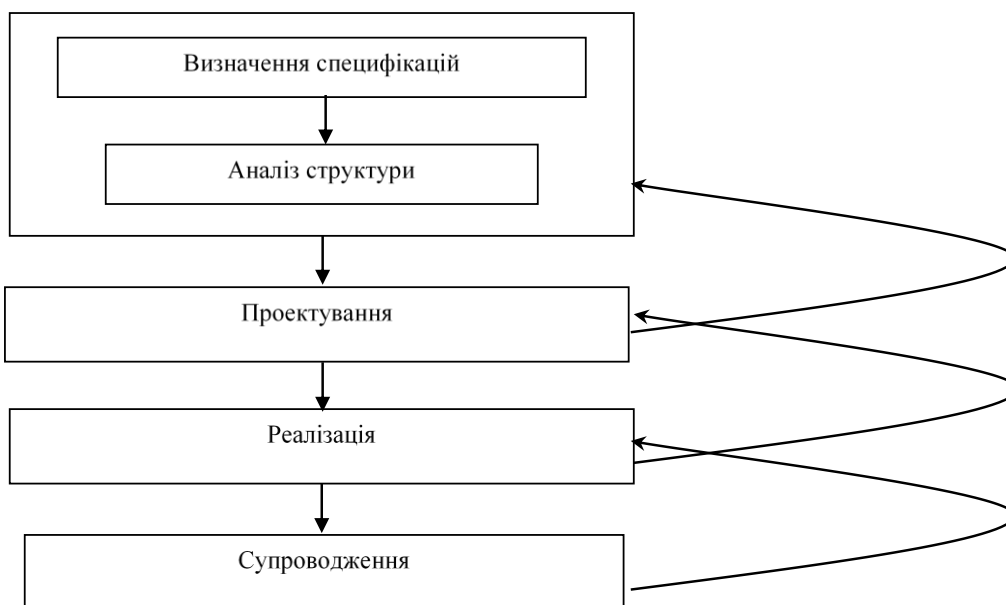 Визначення специфікацій
Аналіз структури
Проектування
Реалізація
Супроводження